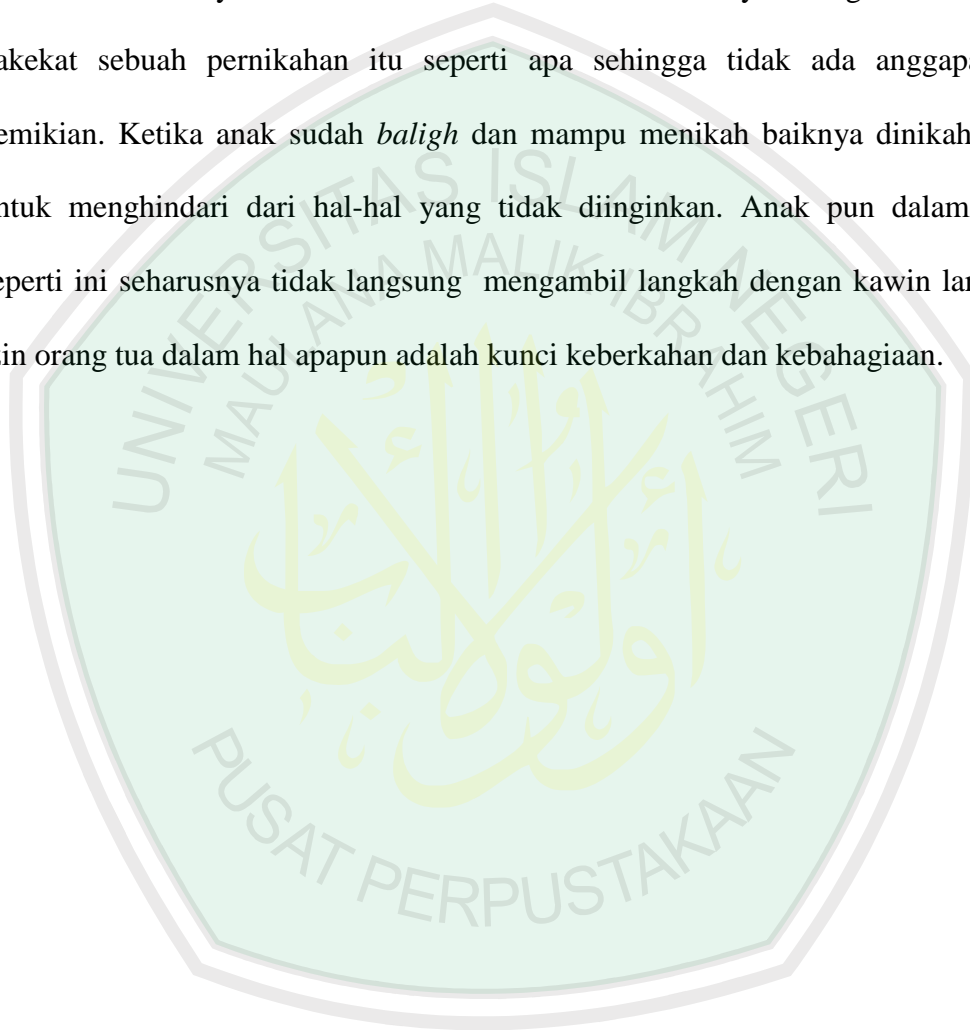 akekat sebuah pernikahan itu seperti apa sehingga tidak ada anggapa
emikian. Ketika anak sudah baligh dan mampu menikah baiknya dinikah
ntuk menghindari dari hal-hal yang tidak diinginkan. Anak pun dalam
eperti ini seharusnya tidak langsung mengambil langkah dengan kawin lar
zin orang tua dalam hal apapun adalah kunci keberkahan dan kebahagiaan.
UNIVERSITAS ISLAM NEGERI
MAULANA MALIK IBRAHIM
أولوا الألباب
PUSAT PERPUSTAKAAN